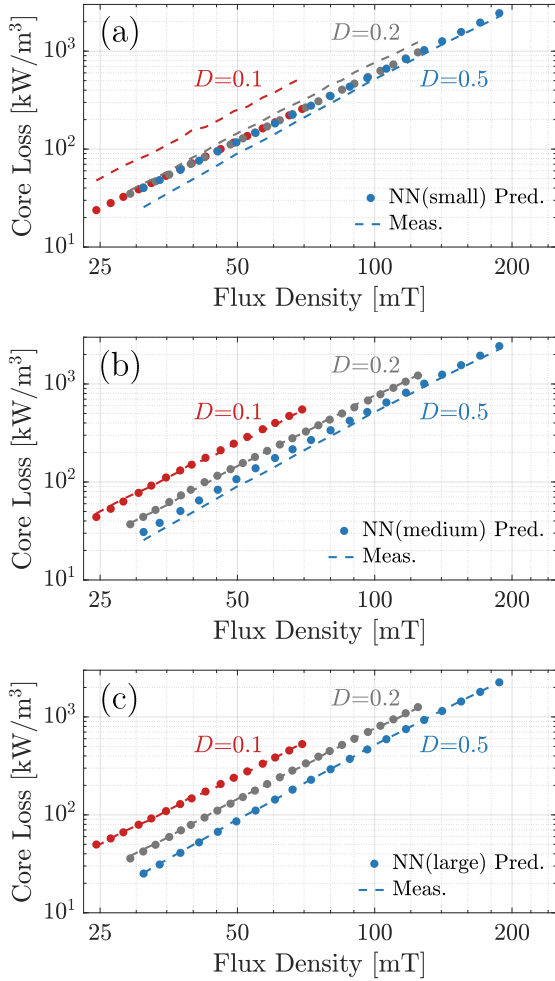 (a)
Core Loss [kW/m³]
10³
10²
10¹
D=0.2
D=0.1
D=0.5
NN(small) Pred.
Meas.
25 50 100 200
Flux Density [mT]
(b)
Core Loss [kW/m³]
10³
10²
10¹
D=0.2
D=0.1
D=0.5
NN(medium) Pred.
Meas.
25 50 100 200
Flux Density [mT]
(c)
Core Loss [kW/m³]
10³
10²
10¹
D=0.2
D=0.1
D=0.5
NN(large) Pred.
Meas.
25 50 100 200
Flux Density [mT]